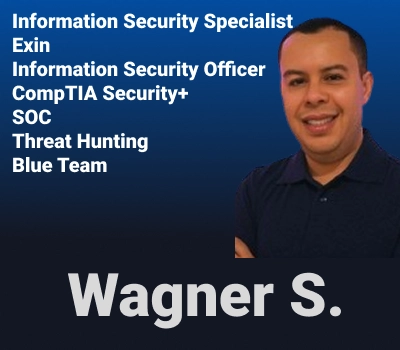 Information Security Specialist
Exin
Information Security Officer
CompTIA Security+
SOC
Threat Hunting
Blue Team
Wagner S.